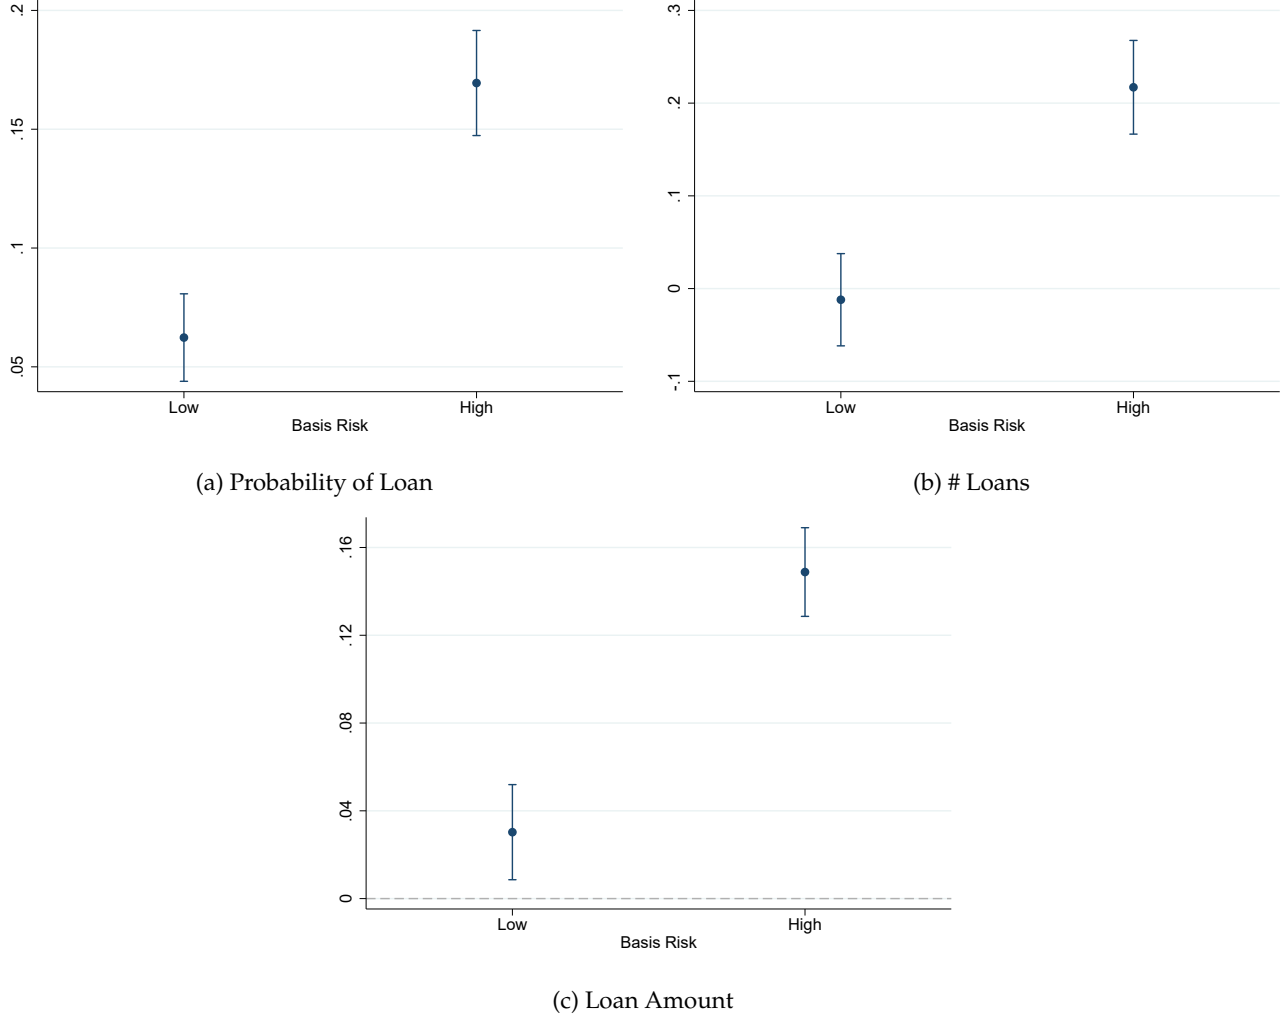 .2
.15
.1
.05
Low
High
Basis Risk
(a) Probability of Loan
.3
.2
.1
0
-.1
Low
High
Basis Risk
(b) # Loans
.16
.12
.08
.04
0
Low
High
Basis Risk
(c) Loan Amount